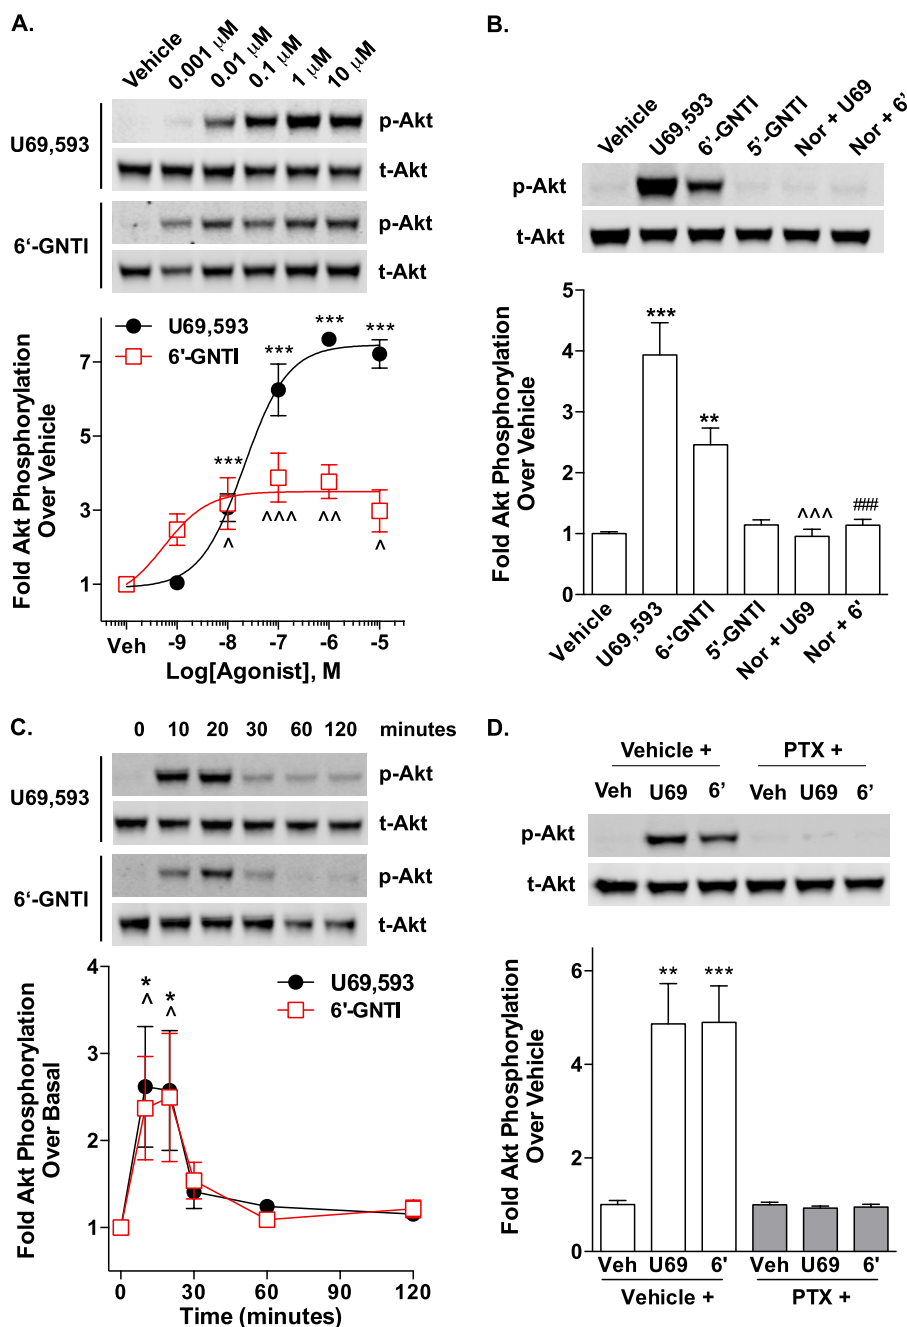 A.
Vehicle 0.001 µM 0.01 µM 0.1 µM 1 µM 10 µM
U69,593
p-Akt
t-Akt
6‘-GNTI
p-Akt
t-Akt
U69,593
6'-GNTI
*** *** *** ***
^ ^^^ ^^ ^
Fold Akt Phosphorylation
Over Vehicle
7
5
3
1
Veh -9 -8 -7 -6 -5
Log[Agonist], M
B.
Vehicle U69,593 6’-GNTI 5’-GNTI Nor + U69 Nor + 6’
p-Akt
t-Akt
Fold Akt Phosphorylation
Over Vehicle
5
4
3
2
1
0
*** ** ^^^ ###
Vehicle U69,593 6-'GNTI 5'-GNTI Nor + U69 Nor + 6'
C.
0 10 20 30 60 120 minutes
U69,593
p-Akt
t-Akt
6‘-GNTI
p-Akt
t-Akt
U69,593
6'-GNTI
* *
^ ^
Fold Akt Phosphorylation
Over Basal
4
3
2
1
0 30 60 90 120
Time (minutes)
D.
Vehicle + PTX +
Veh U69 6’ Veh U69 6’
p-Akt
t-Akt
Fold Akt Phosphorylation
Over Vehicle
6
4
2
0
** ***
Veh U69 6' Veh U69 6'
Vehicle + PTX +